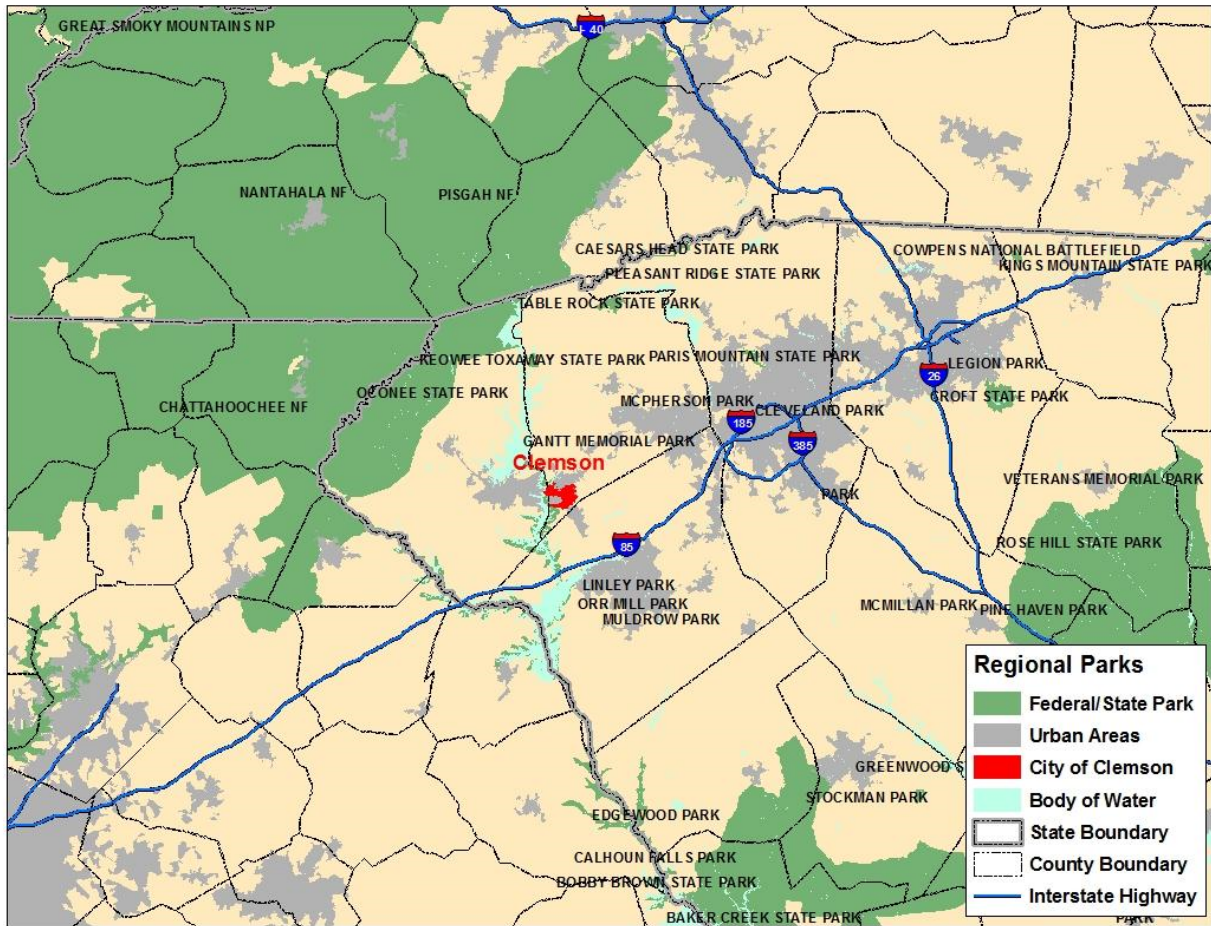 GREAT SMOKY MOUNTAINS NP
I- 40
NANTAHALA NF
PISGAH NF
CAESARS HEAD STATE PARK
COWPENS NATIONAL BATTLEFIELD
KINGS MOUNTAIN STATE PARK
PLEASANT RIDGE STATE PARK
TABLE ROCK STATE PARK
KEOWEE TOXAWAY STATE PARK
PARIS MOUNTAIN STATE PARK
LEGION PARK
26
OCONEE STATE PARK
CROFT STATE PARK
CHATTAHOOCHEE NF
MCPHERSON PARK
CLEVELAND PARK
185
GANTT MEMORIAL PARK
385
Clemson
VETERANS MEMORIAL PARK
PARK
85
ROSE HILL STATE PARK
LINLEY PARK
ORR MILL PARK
MCMILLAN PARK
PINE HAVEN PARK
MULDROW PARK
GREENWOOD S
STOCKMAN PARK
EDGEWOOD PARK
CALHOUN FALLS PARK
BOBBY BROWN STATE PARK
BAKER CREEK STATE PARK
PARK
Regional Parks
Federal/State Park
Urban Areas
City of Clemson
Body of Water
State Boundary
County Boundary
Interstate Highway